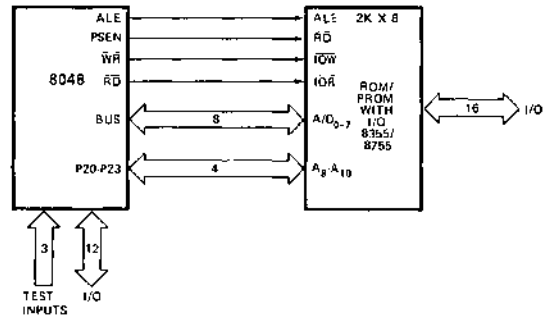 ALE
PSEN
WR
8048
RD
BUS
P20-P23
ALE 2K X 8
RD
IOW
IOR
ROM/
PROM
WITH
I/O
8355/
8755
A/D0-7
A8-A10
8
4
16
I/O
3
12
TEST
INPUTS
I/O